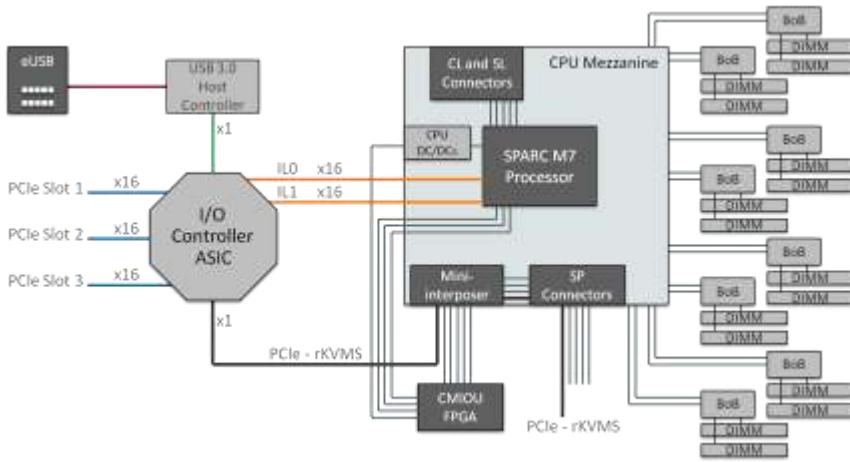 eUSB
USB 3.0
Host
Controller
x1
PCIe Slot 1
x16
PCIe Slot 2
x16
PCIe Slot 3
x16
I/O
Controller
ASIC
IL0 x16
IL1 x16
x1
PCIe - rKVMS
CL and SL
Connectors
CPU Mezzanine
CPU
DC/DCs
SPARC M7
Processor
Mini-
interposer
SP
Connectors
CMIOU
FPGA
PCIe - rKVMS
BoB
DIMM
DIMM
BoB
DIMM
DIMM
BoB
DIMM
DIMM
BoB
DIMM
DIMM
BoB
DIMM
DIMM
BoB
DIMM
DIMM
BoB
DIMM
DIMM
BoB
DIMM
DIMM